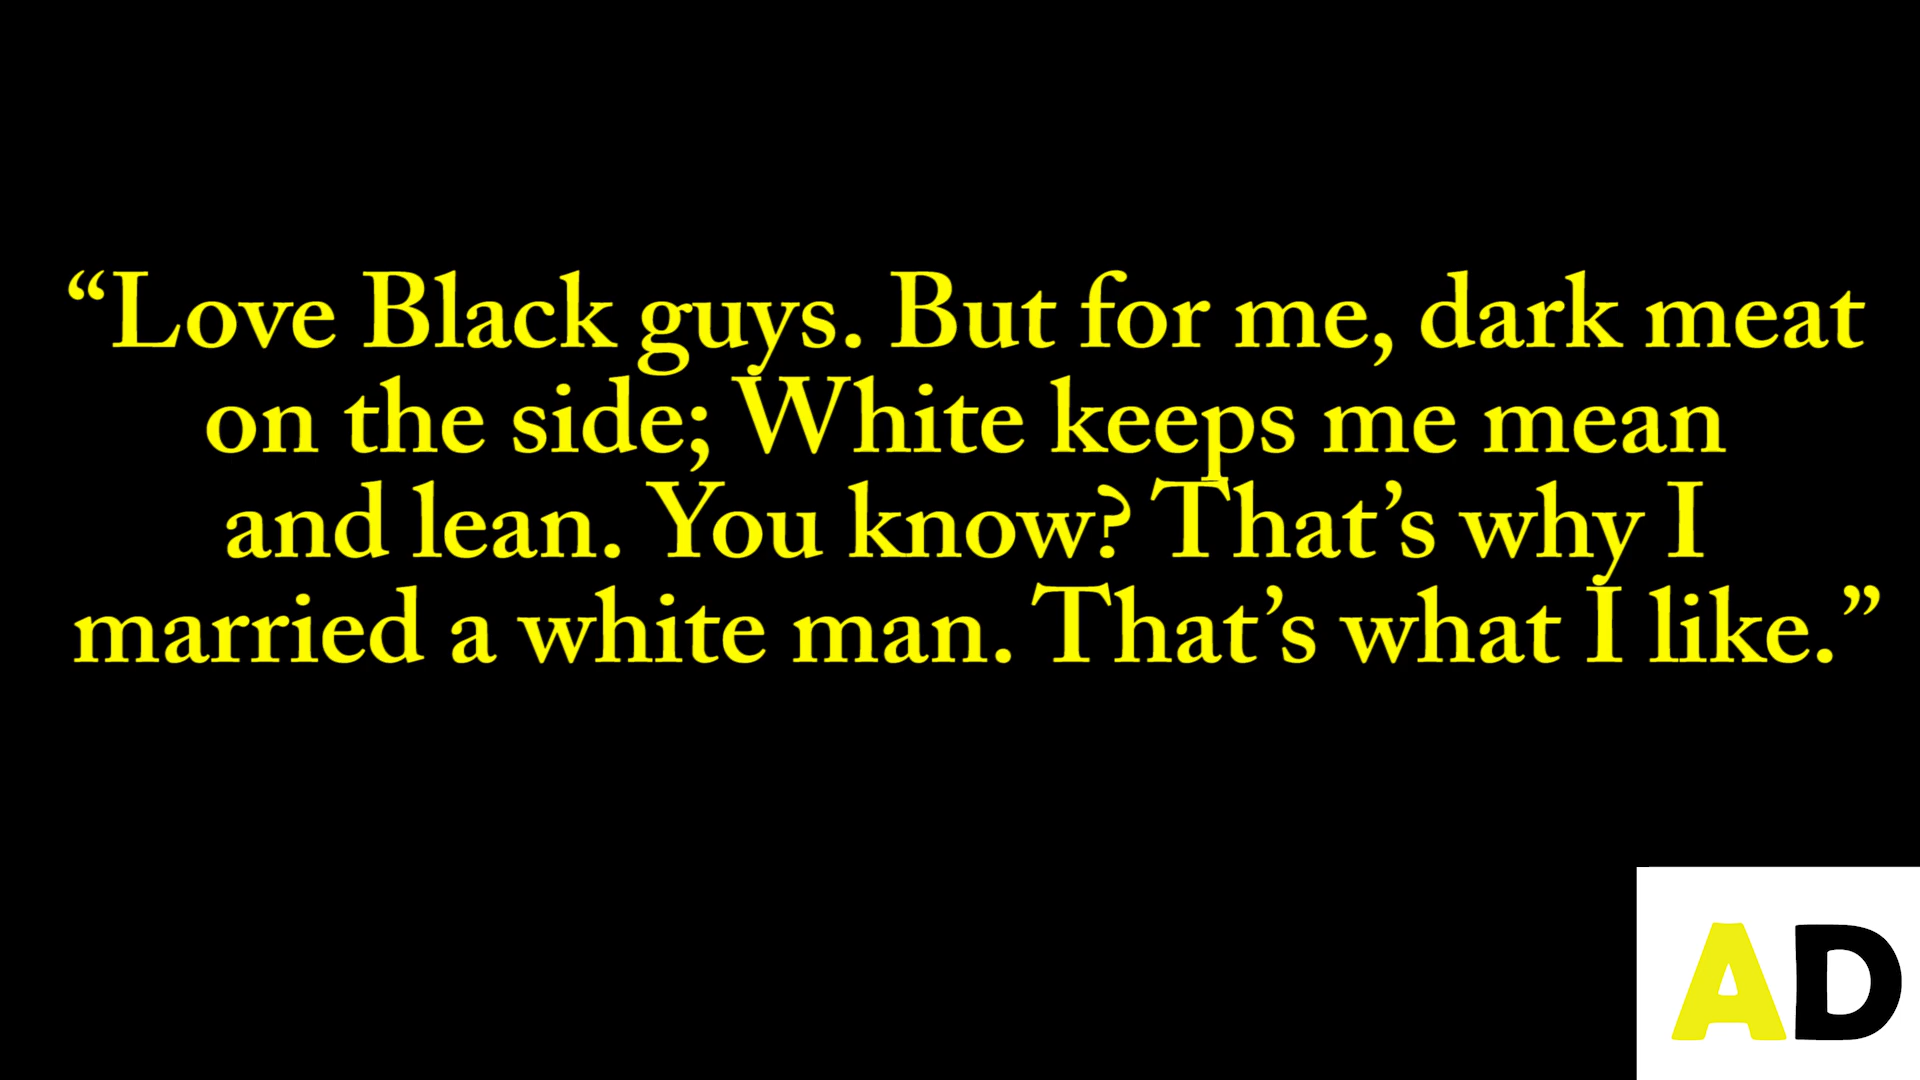 “Love Black guys. But for me, dark meat
on the side; White keeps me mean
and lean. You know? That’s why I
married a white man. That’s what I like.”
AD